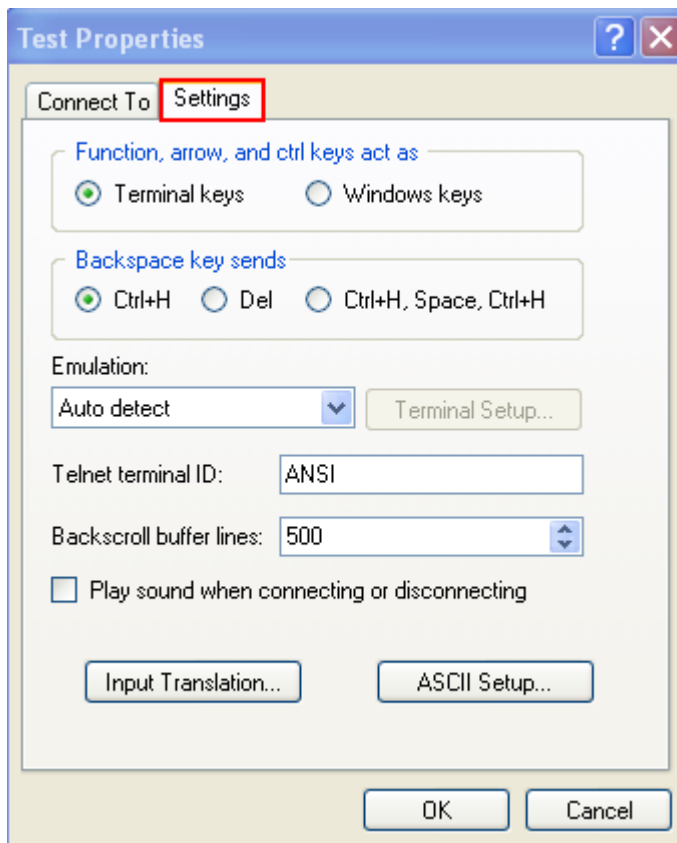 Test Properties
Connect To Settings
Function, arrow, and ctrl keys act as
Terminal keys Windows keys
Backspace key sends
Ctrl+H Del Ctrl+H, Space, Ctrl+H
Emulation:
Auto detect Terminal Setup...
Telnet terminal ID: ANSI
Backscroll buffer lines: 500
Play sound when connecting or disconnecting
Input Translation... ASCII Setup...
OK Cancel